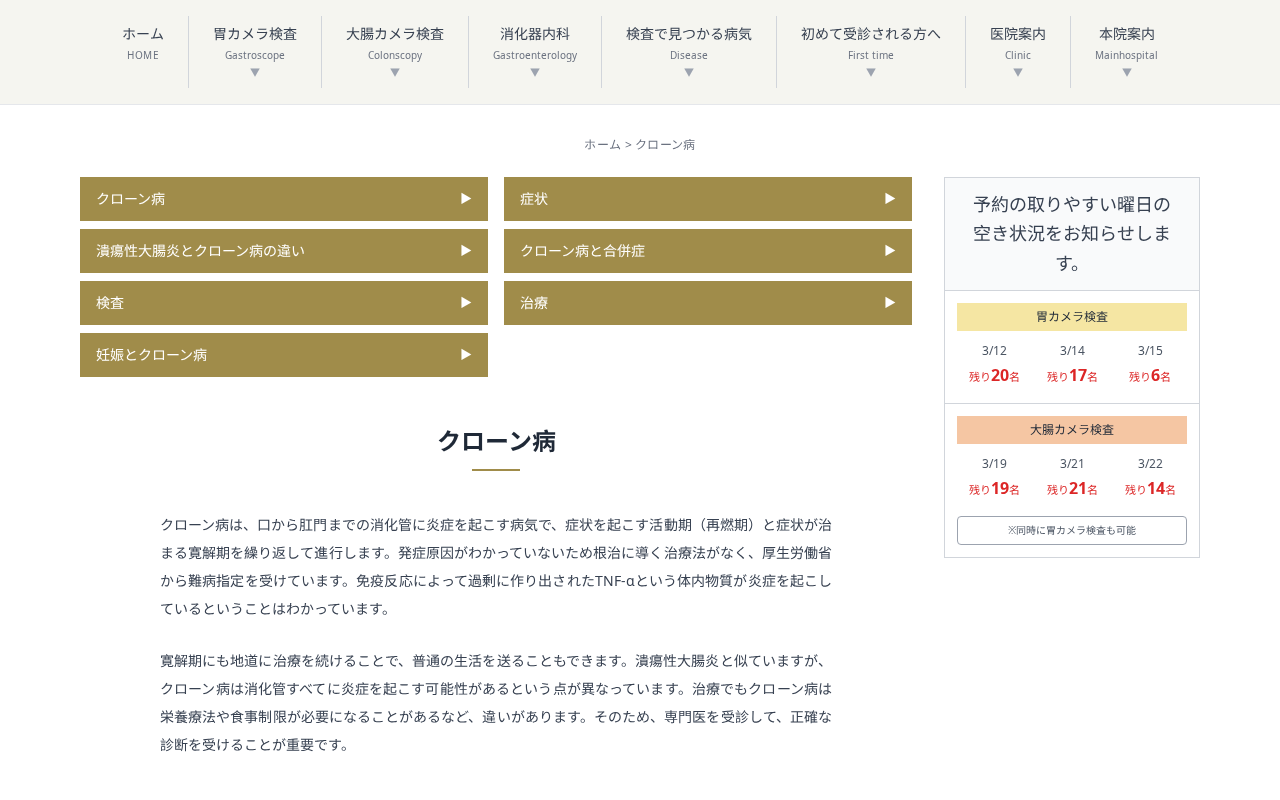 ホーム
HOME
胃カメラ検査
Gastroscope
▼
大腸カメラ検査
Colonscopy
▼
消化器内科
Gastroenterology
▼
検査で見つかる病気
Disease
▼
初めて受診される方へ
First time
▼
医院案内
Clinic
▼
本院案内
Mainhospital
▼
ホーム > クローン病
クローン病 ▶
症状 ▶
潰瘍性大腸炎とクローン病の違い ▶
クローン病と合併症 ▶
検査 ▶
治療 ▶
妊娠とクローン病 ▶
クローン病
クローン病は、口から肛門までの消化管に炎症を起こす病気で、症状を起こす活動期（再燃期）と症状が治
まる寛解期を繰り返して進行します。発症原因がわかっていないため根治に導く治療法がなく、厚生労働省
から難病指定を受けています。免疫反応によって過剰に作り出されたTNF-αという体内物質が炎症を起こし
ているということはわかっています。
寛解期にも地道に治療を続けることで、普通の生活を送ることもできます。潰瘍性大腸炎と似ていますが、
クローン病は消化管すべてに炎症を起こす可能性があるという点が異なっています。治療でもクローン病は
栄養療法や食事制限が必要になることがあるなど、違いがあります。そのため、専門医を受診して、正確な
診断を受けることが重要です。
予約の取りやすい曜日の
空き状況をお知らせしま
す。
胃カメラ検査
3/12 3/14 3/15
残り20名 残り17名 残り6名
大腸カメラ検査
3/19 3/21 3/22
残り19名 残り21名 残り14名
※同時に胃カメラ検査も可能